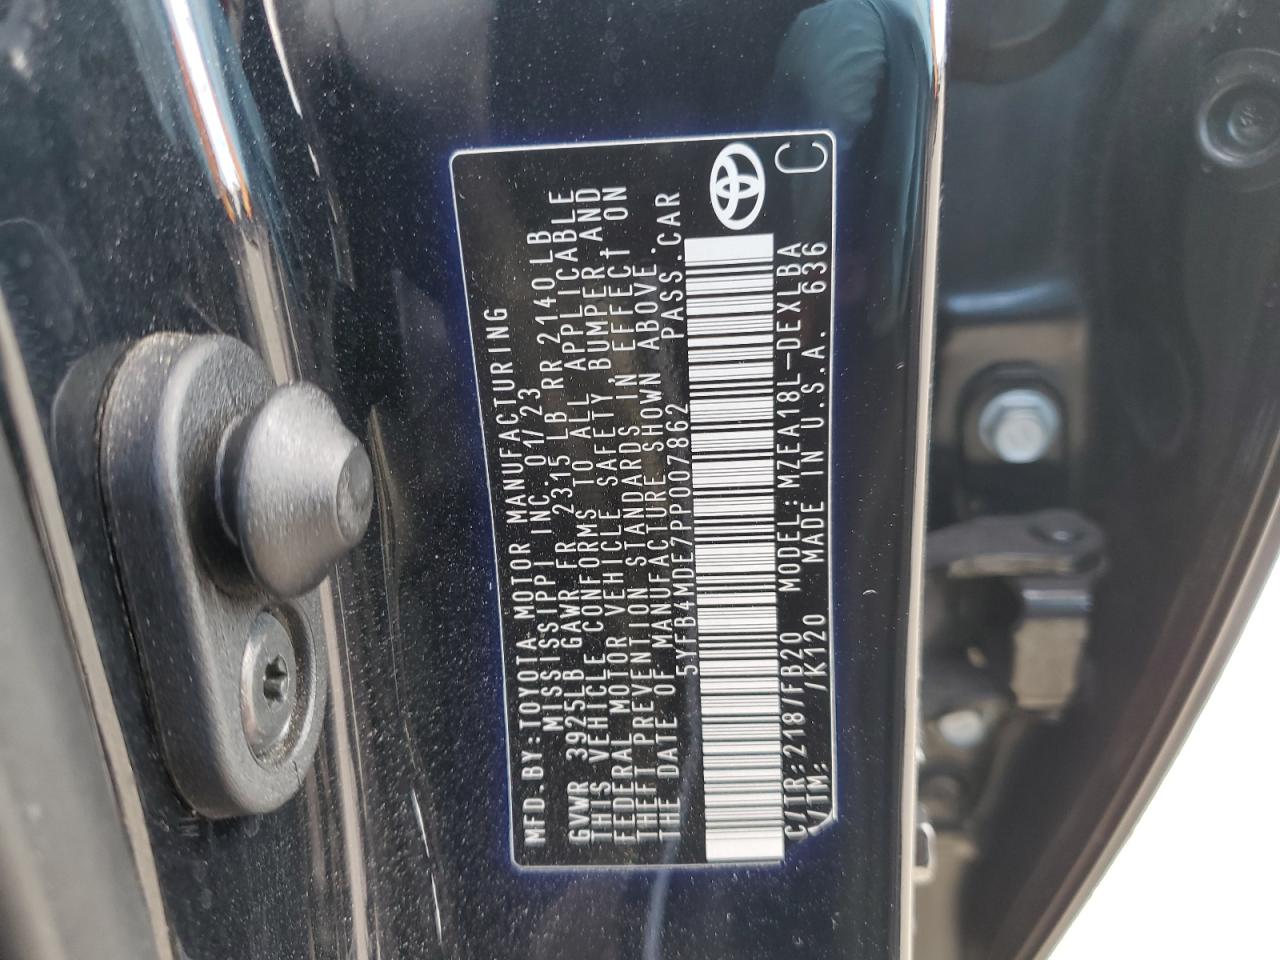 MFD.BY:TOYOTA MOTOR MANUFACTURING
MISSISSIPPI INC. 01/23
GVWR 3925LB GAWR FR 2315 LB RR 2140 LB
THIS VEHICLE CONFORMS TO ALL APPLICABLE
FEDERAL MOTOR VEHICLE SAFETY, BUMPER, AND
THEFT PREVENTION STANDARDS IN EFFECT ON
THE DATE OF MANUFACTURE SHOWN ABOVE.
5YFB4MDE7PP007862 PASS.CAR
C/TR:218/FB20 MODEL:MZEA18L-DEXLBA
/TM: /K120 MADE IN U.S.A. 636
C